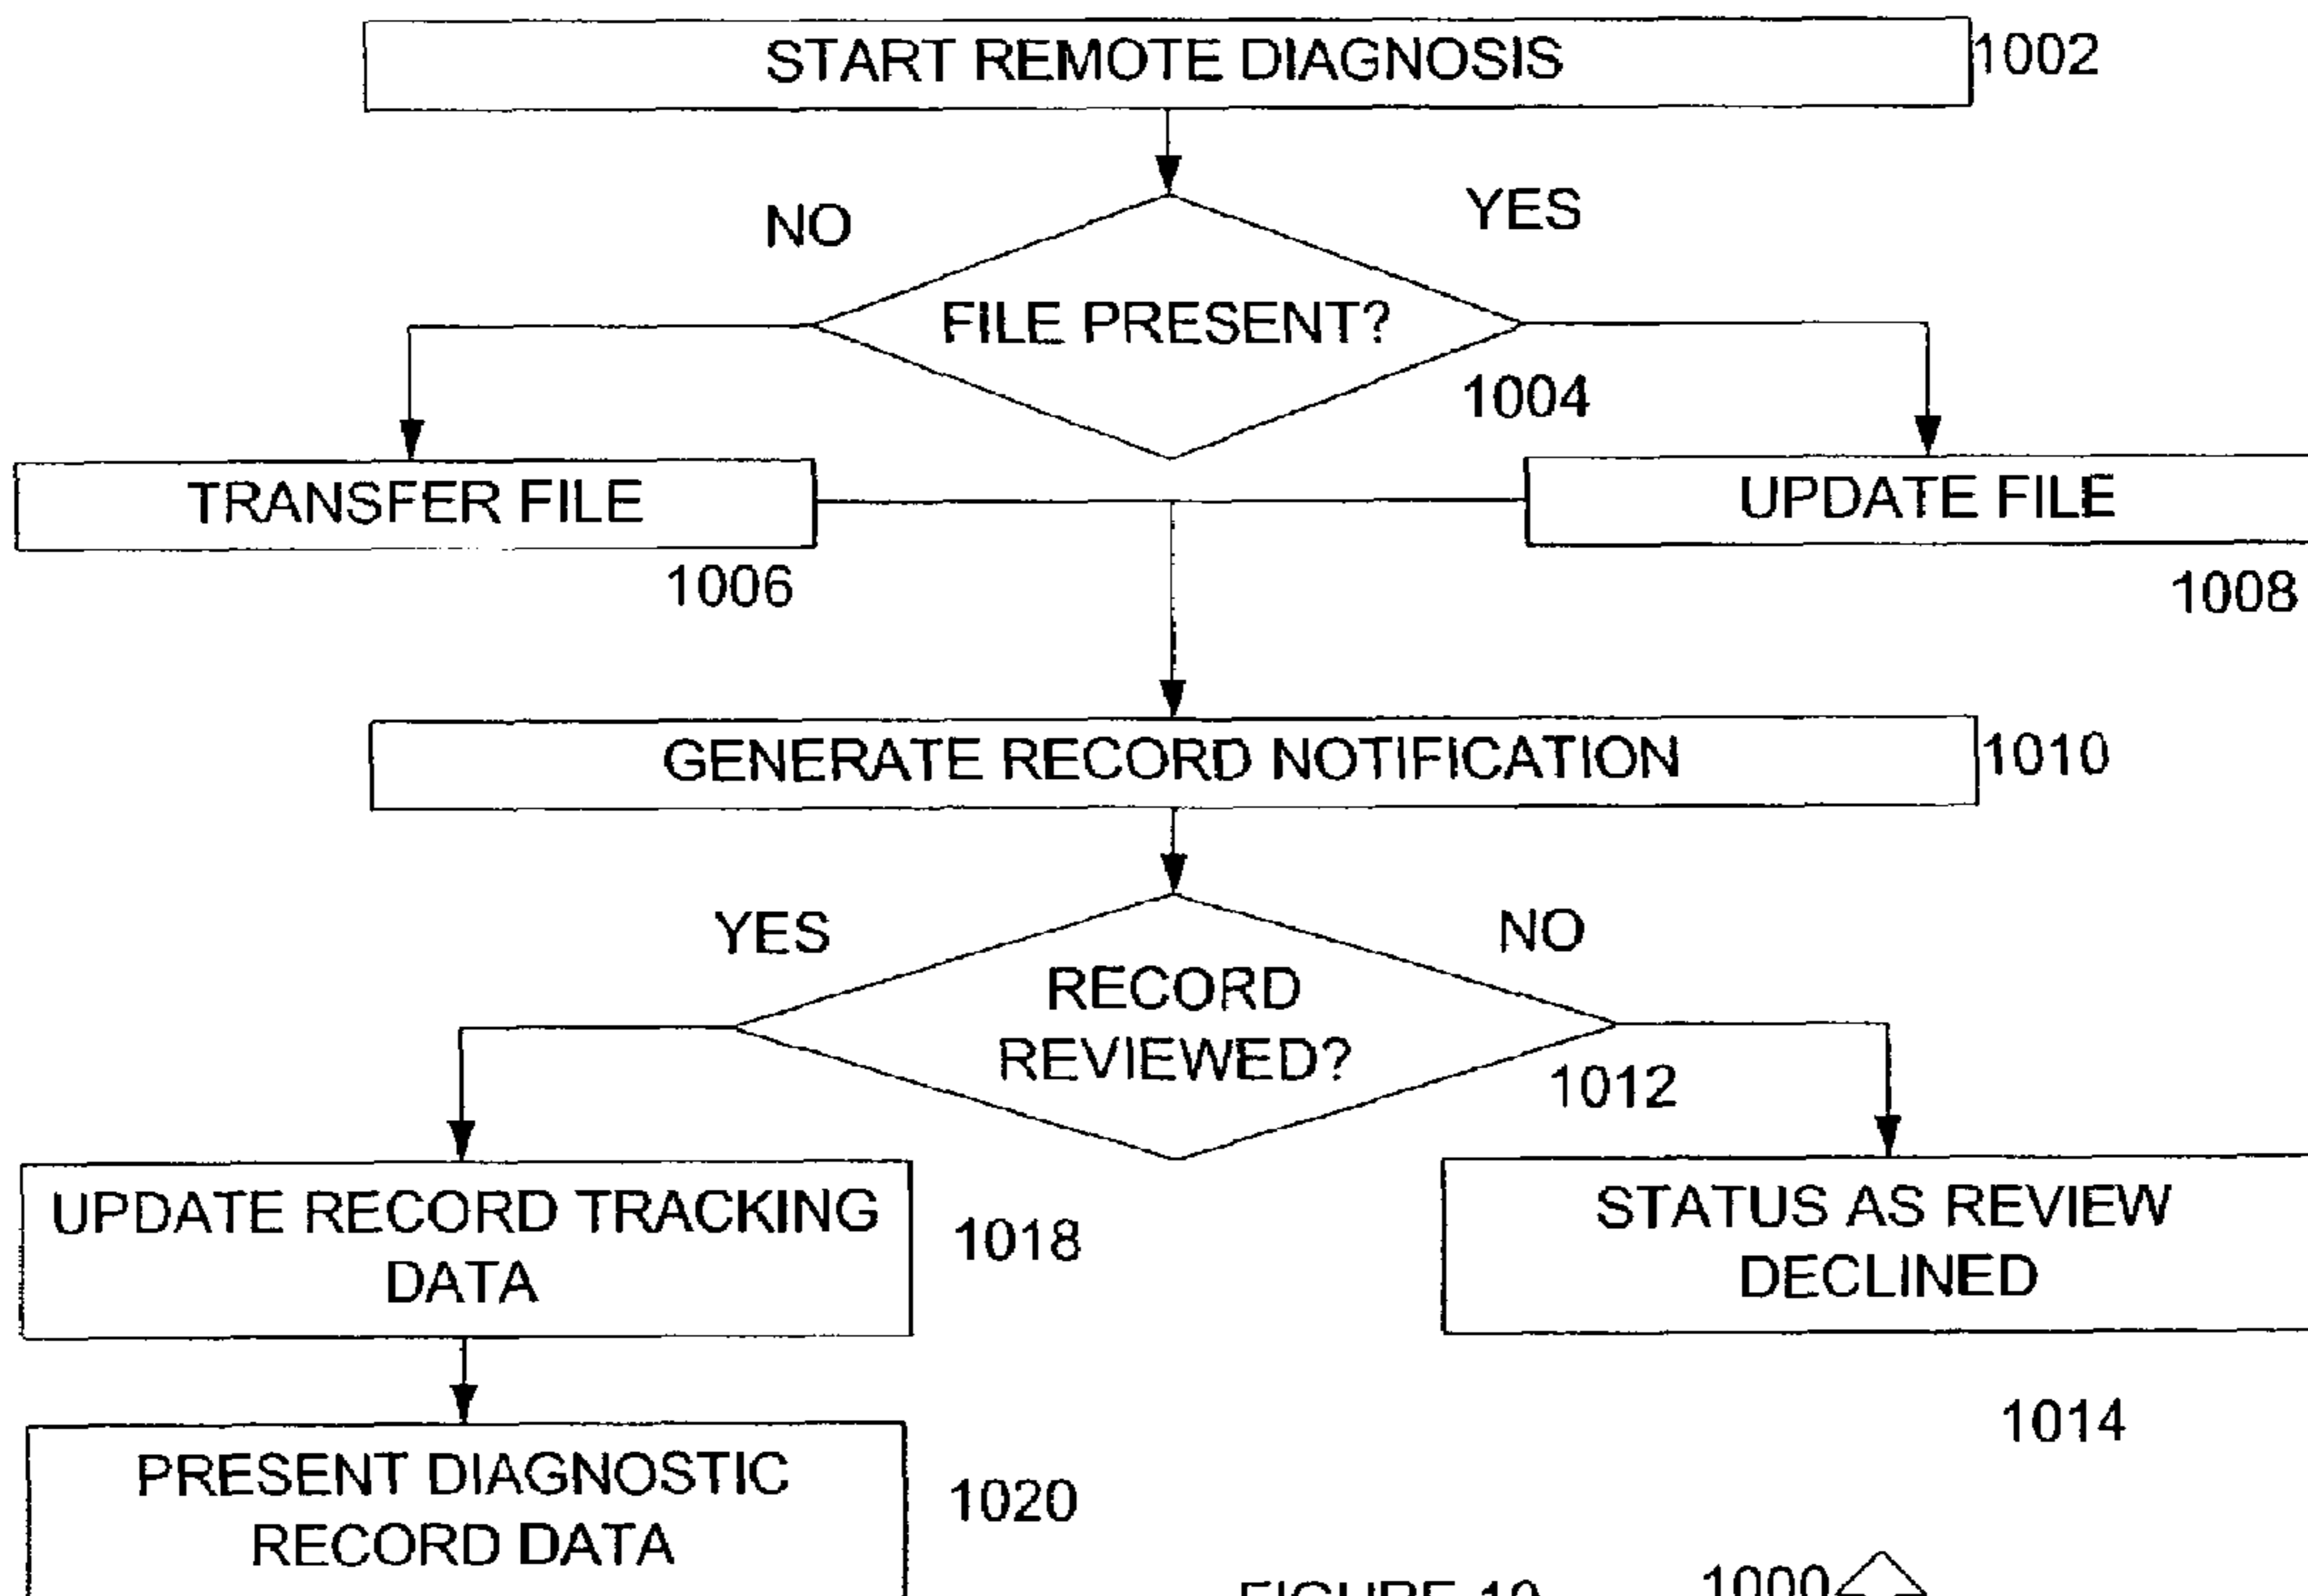 START REMOTE DIAGNOSIS
1002
NO
YES
FILE PRESENT?
1004
TRANSFER FILE
UPDATE FILE
1006
1008
GENERATE RECORD NOTIFICATION
1010
YES
NO
RECORD
REVIEWED?
1012
UPDATE RECORD TRACKING
DATA
1018
STATUS AS REVIEW
DECLINED
1014
PRESENT DIAGNOSTIC
RECORD DATA
1020
FIGURE 10
1000